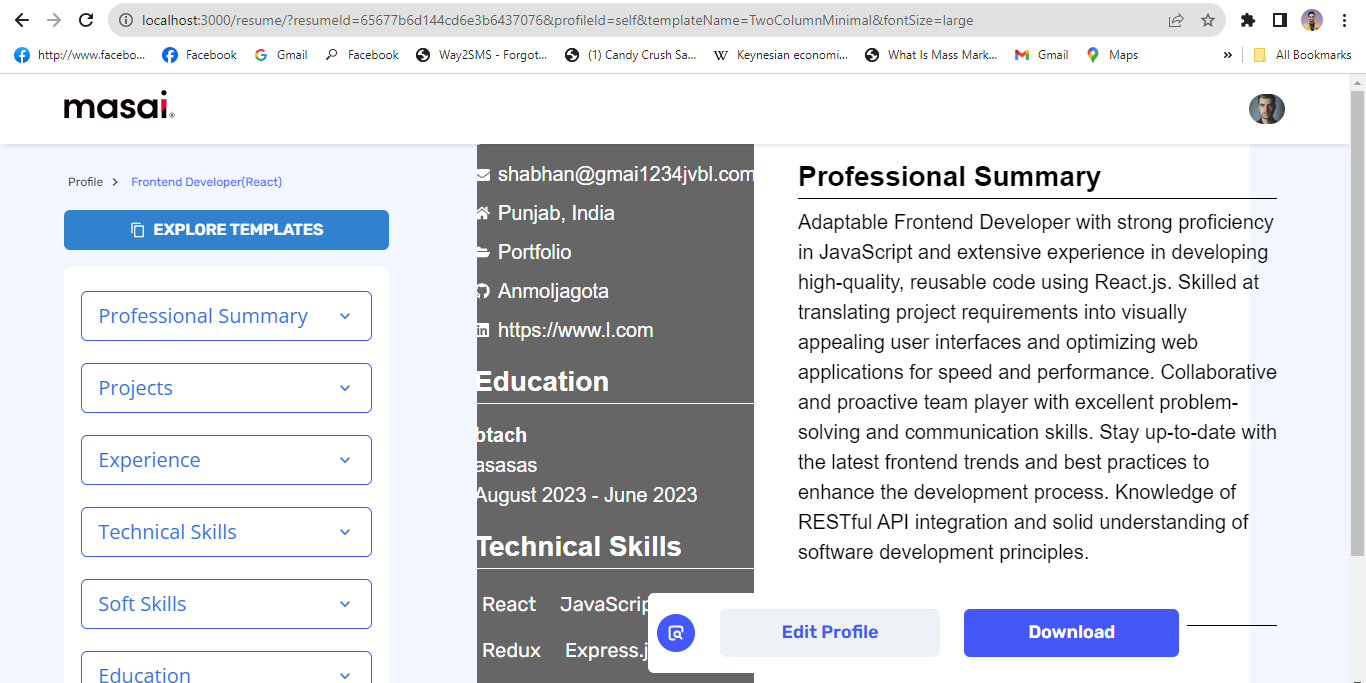 localhost:3000/resume/?resumeId=65677b6d144cd6e3b6437076&profileId=self&templateName=TwoColumnMinimal&fontSize=large
http://www.facebo... Facebook Gmail Facebook Way2SMS - Forgot... (1) Candy Crush Sa... Keynesian economi... What Is Mass Mark... Gmail Maps » All Bookmarks
masai®
Profile > Frontend Developer(React)
EXPLORE TEMPLATES
Professional Summary
Projects
Experience
Technical Skills
Soft Skills
Education
shabhan@gmai1234jvbl.com
Punjab, India
Portfolio
Anmoljagota
https://www.l.com
Education
btach
asasas
August 2023 - June 2023
Technical Skills
React JavaScrip
Redux Express.j
Professional Summary
Adaptable Frontend Developer with strong proficiency
in JavaScript and extensive experience in developing
high-quality, reusable code using React.js. Skilled at
translating project requirements into visually
appealing user interfaces and optimizing web
applications for speed and performance. Collaborative
and proactive team player with excellent problem-
solving and communication skills. Stay up-to-date with
the latest frontend trends and best practices to
enhance the development process. Knowledge of
RESTful API integration and solid understanding of
software development principles.
Edit Profile
Download